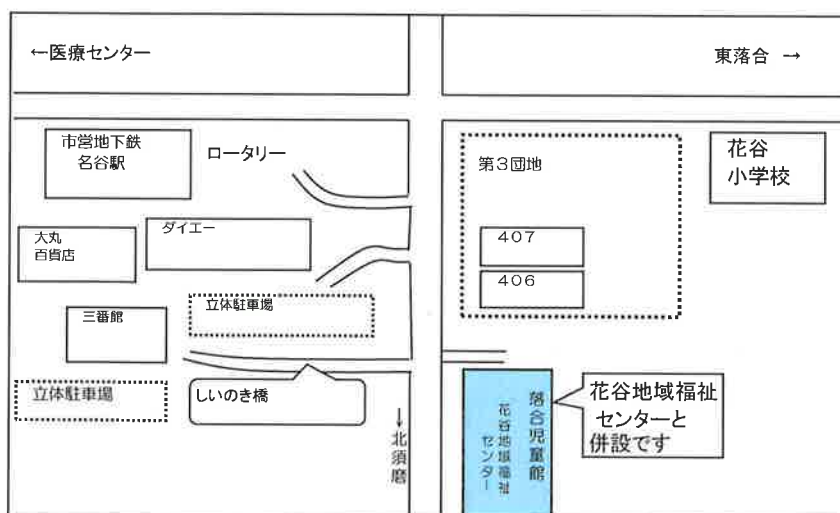 ←医療センター
東落合 →
市営地下鉄
名谷駅
ロータリー
第3団地
花谷
小学校
大丸
百貨店
ダイエー
407
406
三番館
立体駐車場
立体駐車場
しいのき橋
→北須磨
落合児童館
花谷地域福祉
センター
花谷地域福祉
センターと
併設です